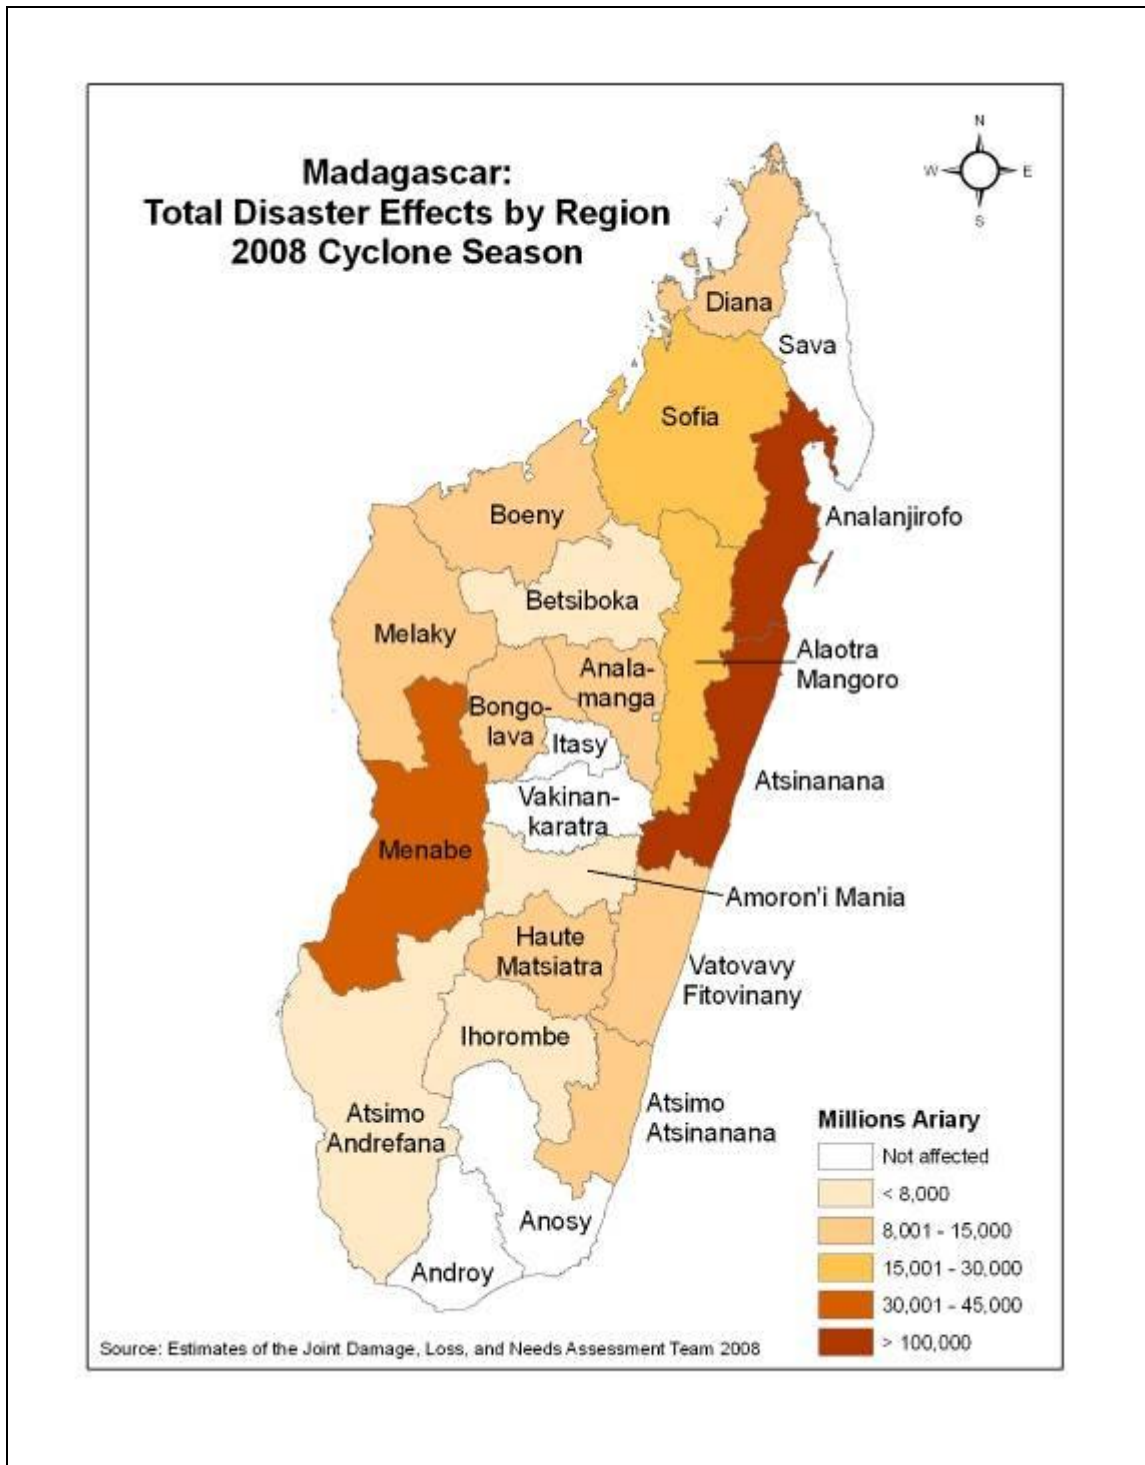 Madagascar:
Total Disaster Effects by Region
2008 Cyclone Season
N
W
E
S
Diana
Sava
Sofia
Boeny
Analanjirofo
Betsiboka
Melaky
Alaotra
Mangoro
Anala-
manga
Bongo-
lava
Itasy
Atsinanana
Vakinan-
karatra
Menabe
Amoron'i Mania
Haute
Matsiatra
Vatovavy
Fitovinany
Ihorombe
Atsimo
Andrefana
Atsimo
Atsinanana
Anosy
Androy
Millions Ariary
Not affected
< 8,000
8,001 - 15,000
15,001 - 30,000
30,001 - 45,000
> 100,000
Source: Estimates of the Joint Damage, Loss, and Needs Assessment Team 2008